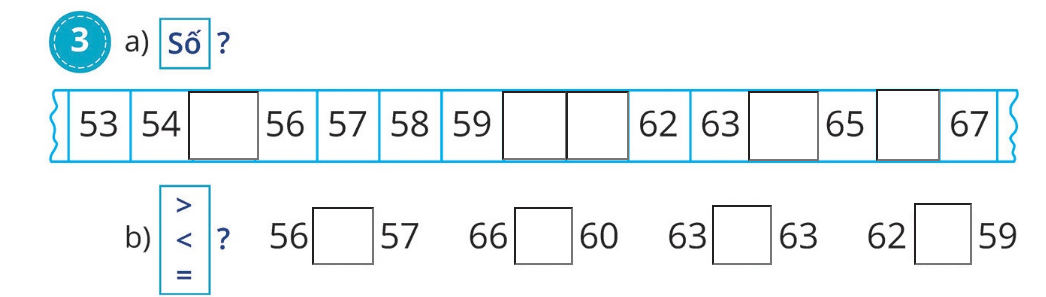 3 a) Số ?
53 54 56 57 58 59 62 63 65 67
b) > < = ? 56 57 66 60 63 63 62 59